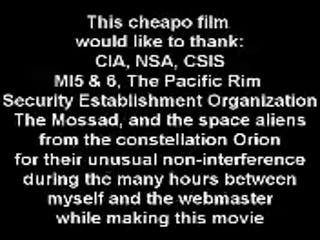 This cheapo film
would like to thank:
CIA, NSA, CSIS
MI5 & 6, The Pacific Rim
Security Establishment Organization
The Mossad, and the space aliens
from the constellation Orion
for their unusual non-interference
during the many hours between
myself and the webmaster
while making this movie